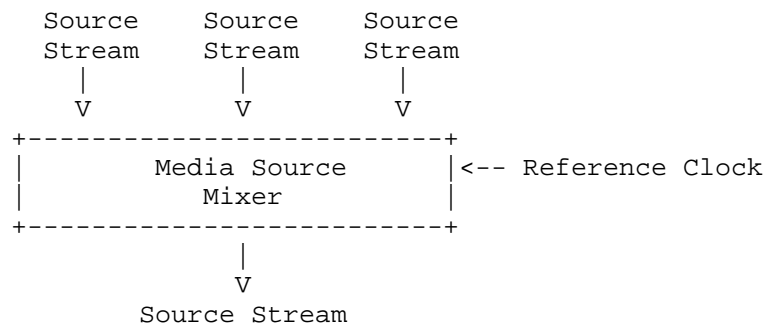 Source Source Source
Stream Stream Stream
| | |
V V V
+--------------------------+
| Media Source |<-- Reference Clock
| Mixer |
+--------------------------+
|
V
Source Stream